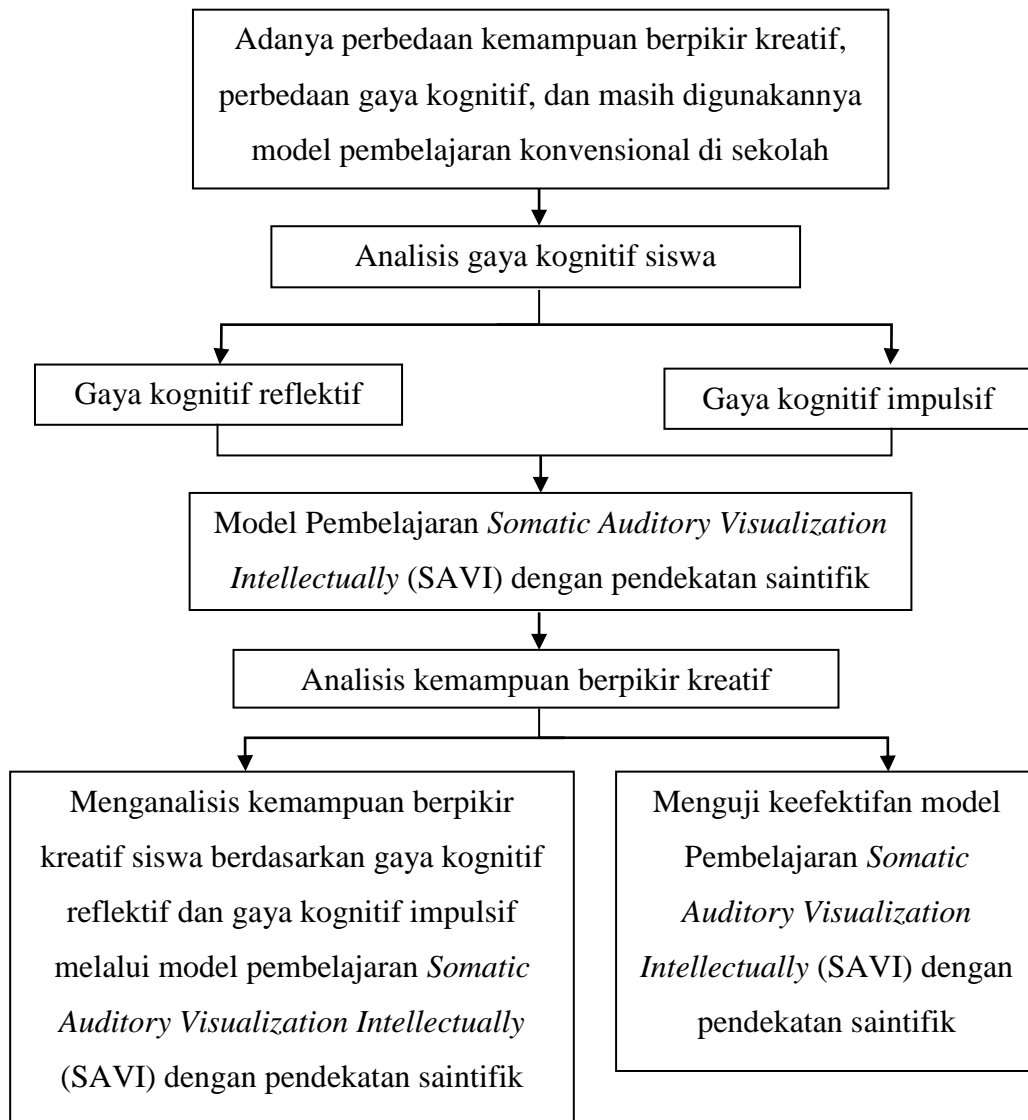 Adanya perbedaan kemampuan berpikir kreatif,
perbedaan gaya kognitif, dan masih digunakannya
model pembelajaran konvensional di sekolah
Analisis gaya kognitif siswa
Gaya kognitif reflektif
Gaya kognitif impulsif
Model Pembelajaran Somatic Auditory Visualization
Intellectually (SAVI) dengan pendekatan saintifik
Analisis kemampuan berpikir kreatif
Menganalisis kemampuan berpikir
kreatif siswa berdasarkan gaya kognitif
reflektif dan gaya kognitif impulsif
melalui model pembelajaran Somatic
Auditory Visualization Intellectually
(SAVI) dengan pendekatan saintifik
Menguji keefektifan model
Pembelajaran Somatic
Auditory Visualization
Intellectually (SAVI) dengan
pendekatan saintifik